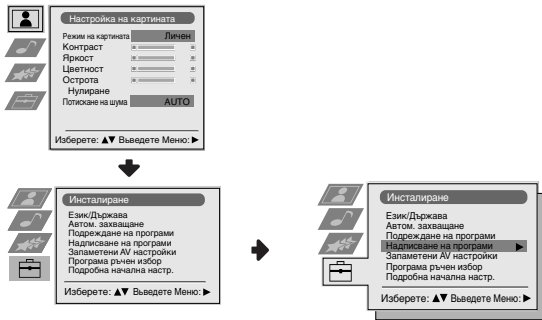 Настройка на картината
Режим на картината Личен
Контраст
Яркост
Цветност
Острота
Нулиране
Потискане на шума AUTO
Изберете: ▲▼ Выведете Меню: ▶
Инсталиране
Език/Държава
Автом. захващане
Подреждане на програми
Надписване на програми
Запаметени AV настройки
Програма ръчен избор
Подробна начална настр.
Изберете: ▲▼ Выведете Меню: ▶
Инсталиране
Език/Държава
Автом. захващане
Подреждане на програми
Надписване на програми ▶
Запаметени AV настройки
Програма ръчен избор
Подробна начална настр.
Изберете: ▲▼ Выведете Меню: ▶